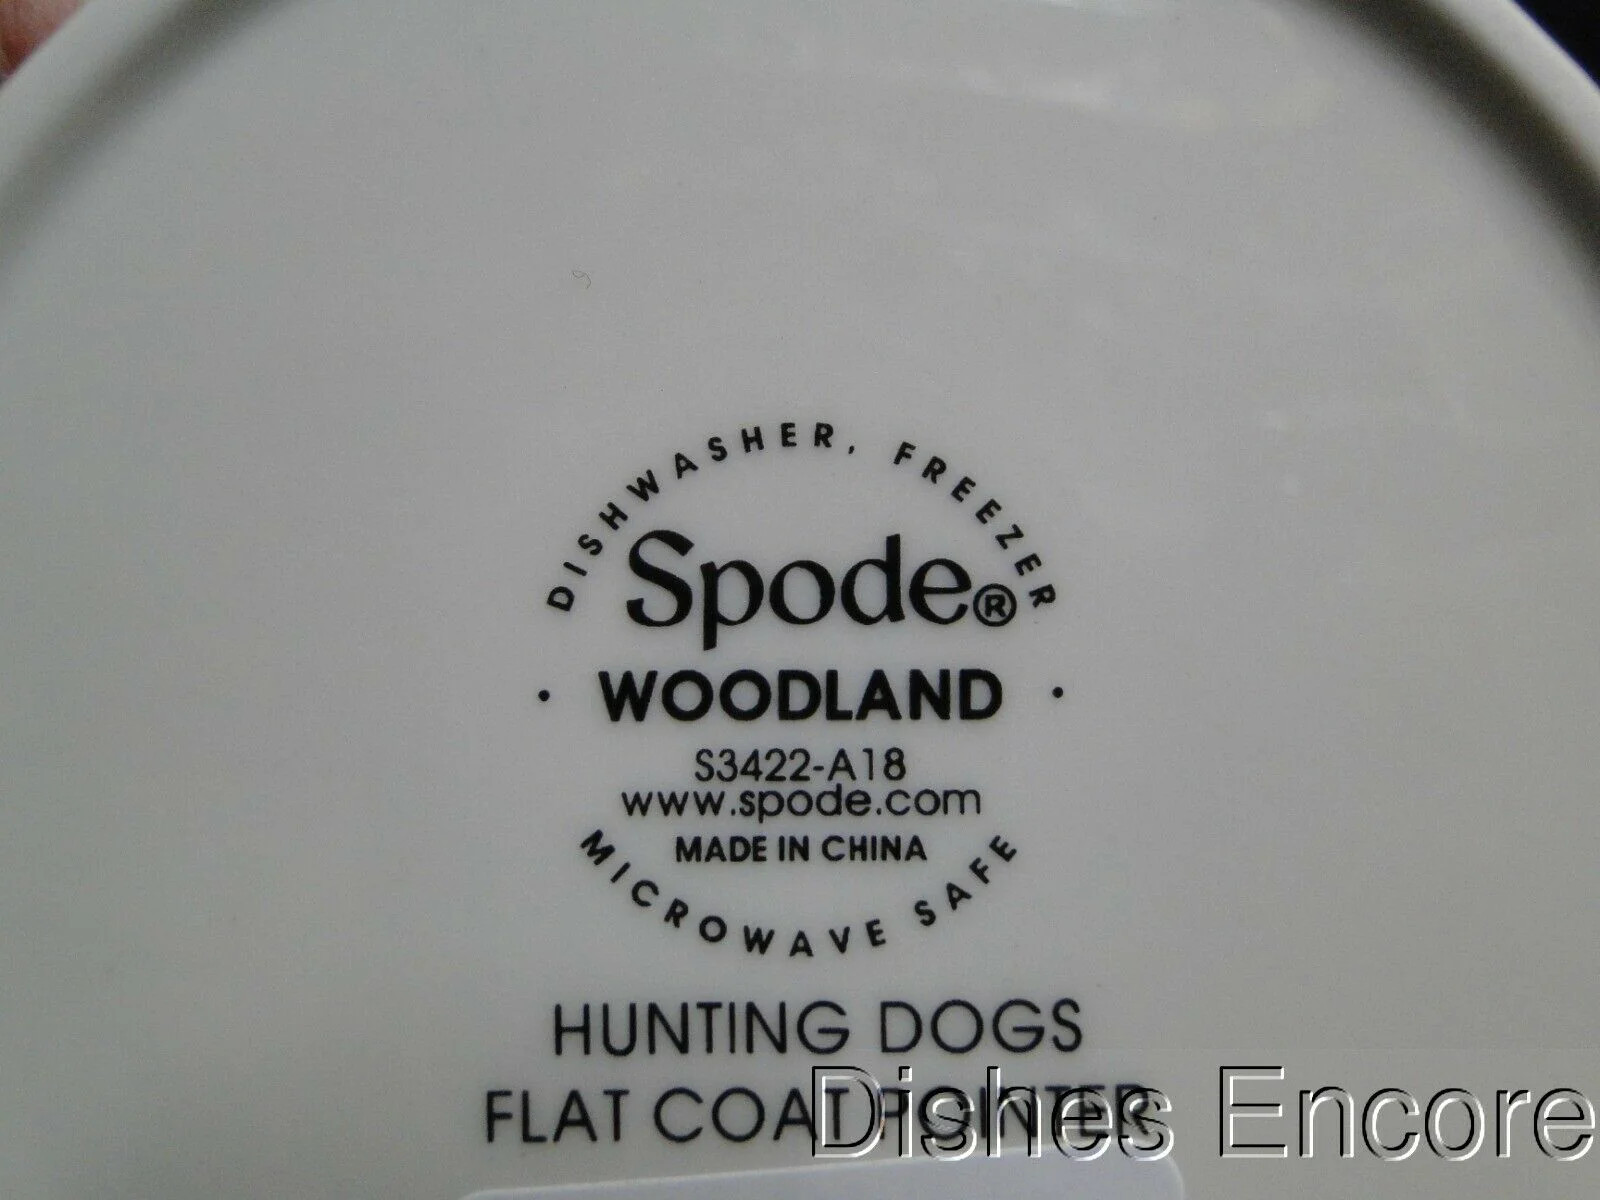 DISHWASHER, FREEZER
Spode®
· WOODLAND ·
S3422-A18
www.spode.com
MADE IN CHINA
MICROWAVE SAFE
HUNTING DOGS
FLAT COAT POINTER
Dishes Encore